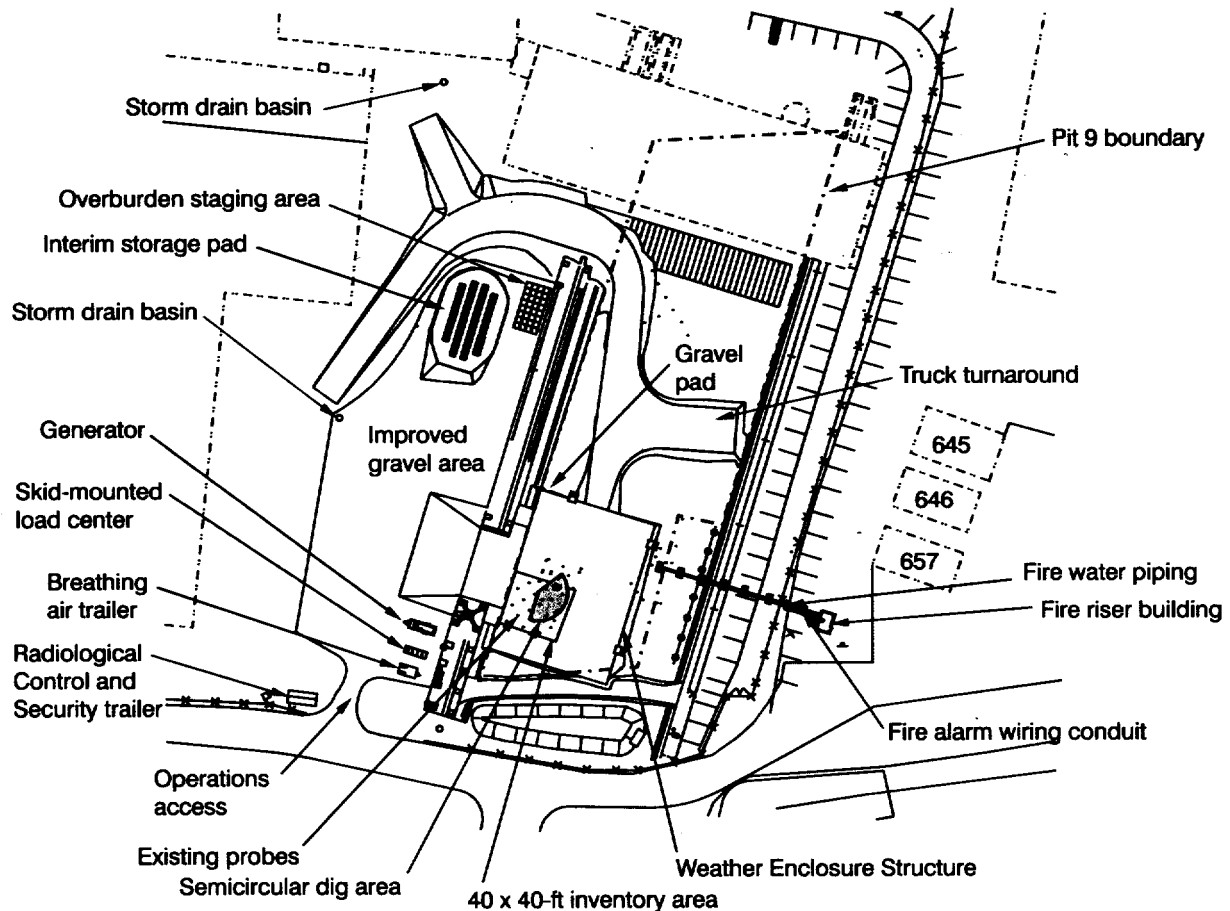 Storm drain basin
Pit 9 boundary
Overburden staging area
Interim storage pad
Storm drain basin
Gravel
pad
Truck turnaround
Generator
Improved
gravel area
645
Skid-mounted
load center
646
657
Breathing
air trailer
Fire water piping
Fire riser building
Radiological
Control and
Security trailer
Fire alarm wiring conduit
Operations
access
Existing probes
Weather Enclosure Structure
Semicircular dig area
40 x 40-ft inventory area